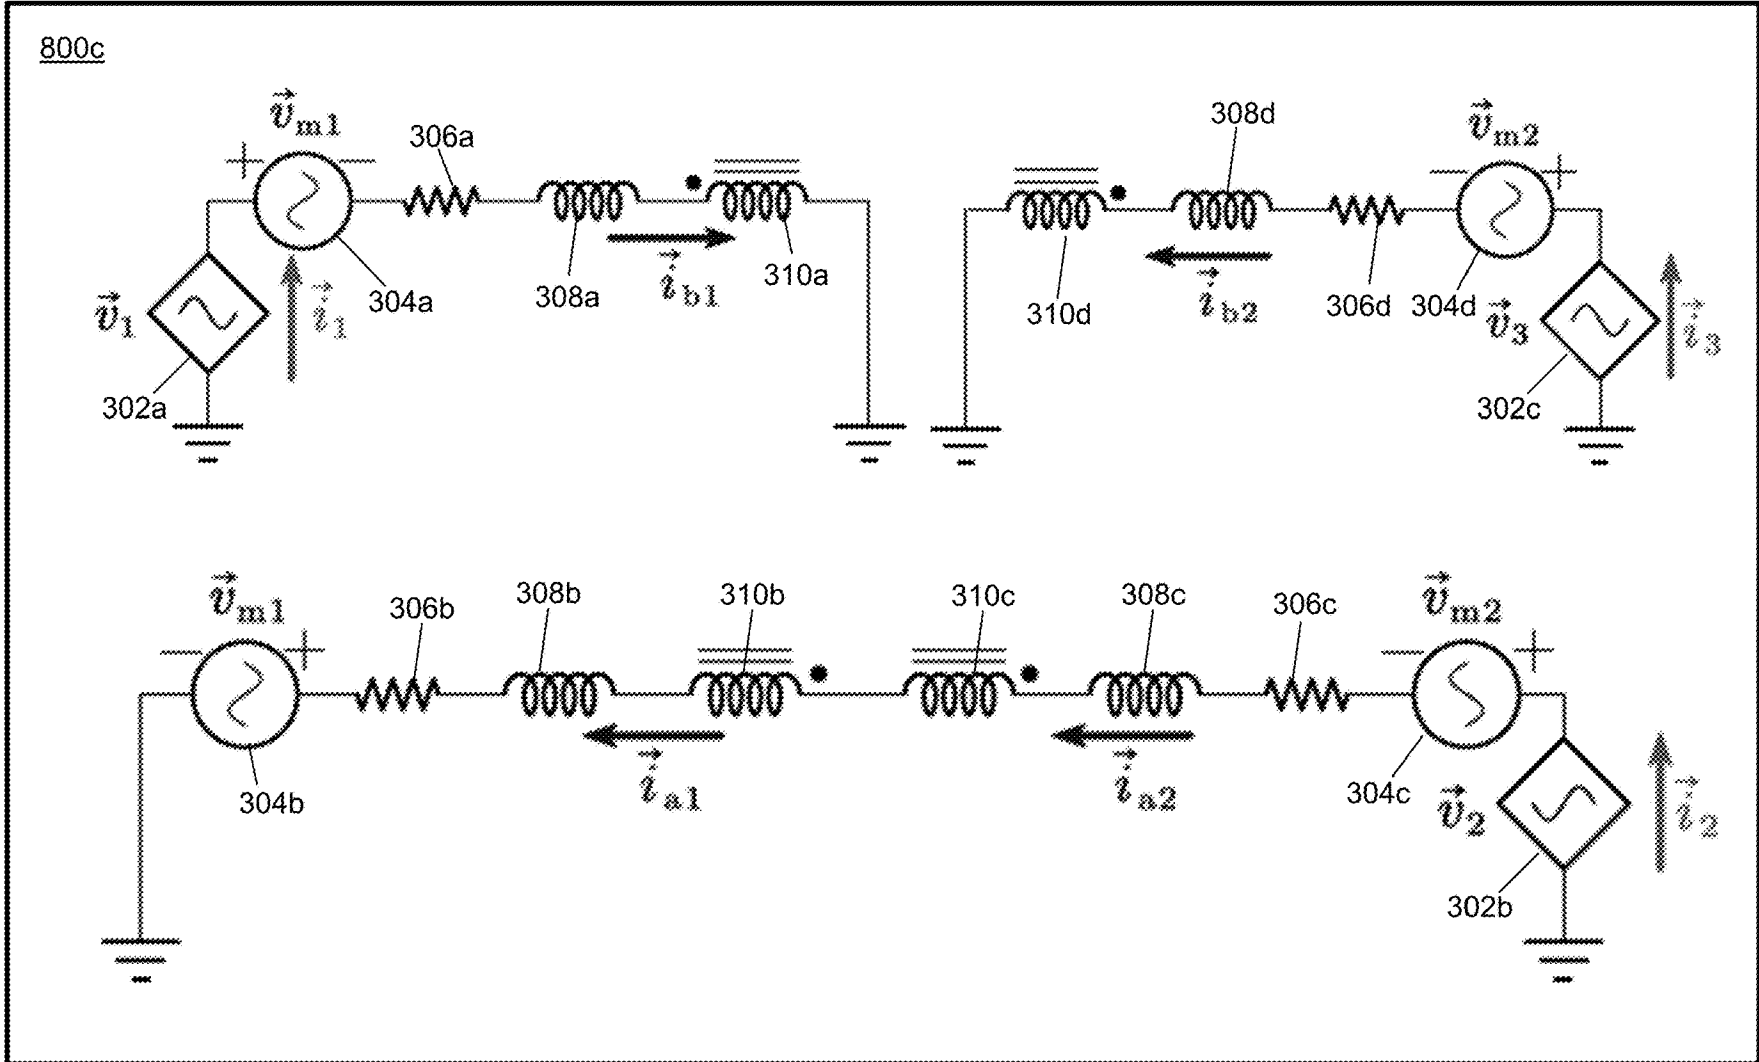 800c
v⃗m1
306a
308d
v⃗m2
+ −
− +
v⃗1
i⃗1
304a
308a
i⃗b1
310a
310d
i⃗b2
306d
304d
v⃗3
i⃗3
302a
302c
v⃗m1
306b
308b
310b
310c
308c
306c
v⃗m2
− +
− +
304b
i⃗a1
i⃗a2
304c
v⃗2
i⃗2
302b